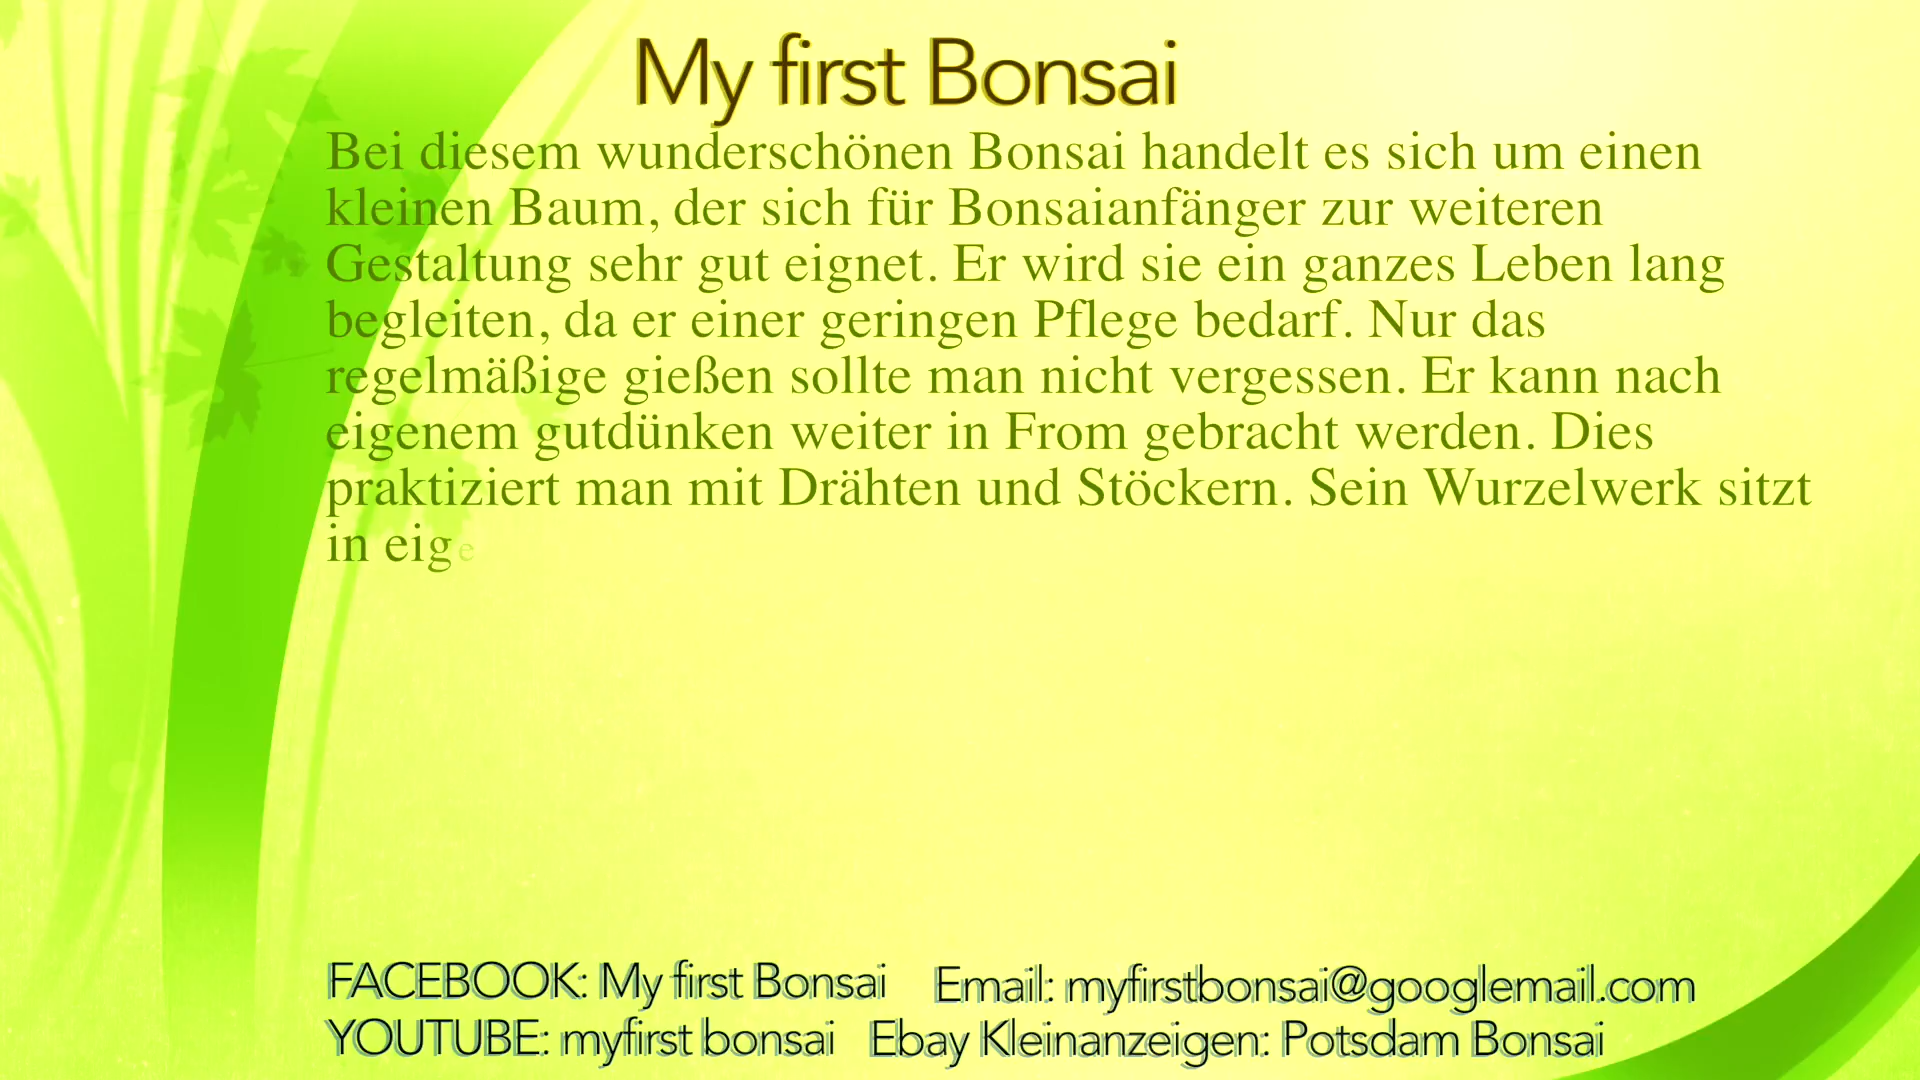 My first Bonsai
Bei diesem wunderschönen Bonsai handelt es sich um einen
kleinen Baum, der sich für Bonsaianfänger zur weiteren
Gestaltung sehr gut eignet. Er wird sie ein ganzes Leben lang
begleiten, da er einer geringen Pflege bedarf. Nur das
regelmäßige gießen sollte man nicht vergessen. Er kann nach
eigenem gutdünken weiter in From gebracht werden. Dies
praktiziert man mit Drähten und Stöckern. Sein Wurzelwerk sitzt
in eige
FACEBOOK: My first Bonsai Email: myfirstbonsai@googlemail.com
YOUTUBE: myfirst bonsai Ebay Kleinanzeigen: Potsdam Bonsai